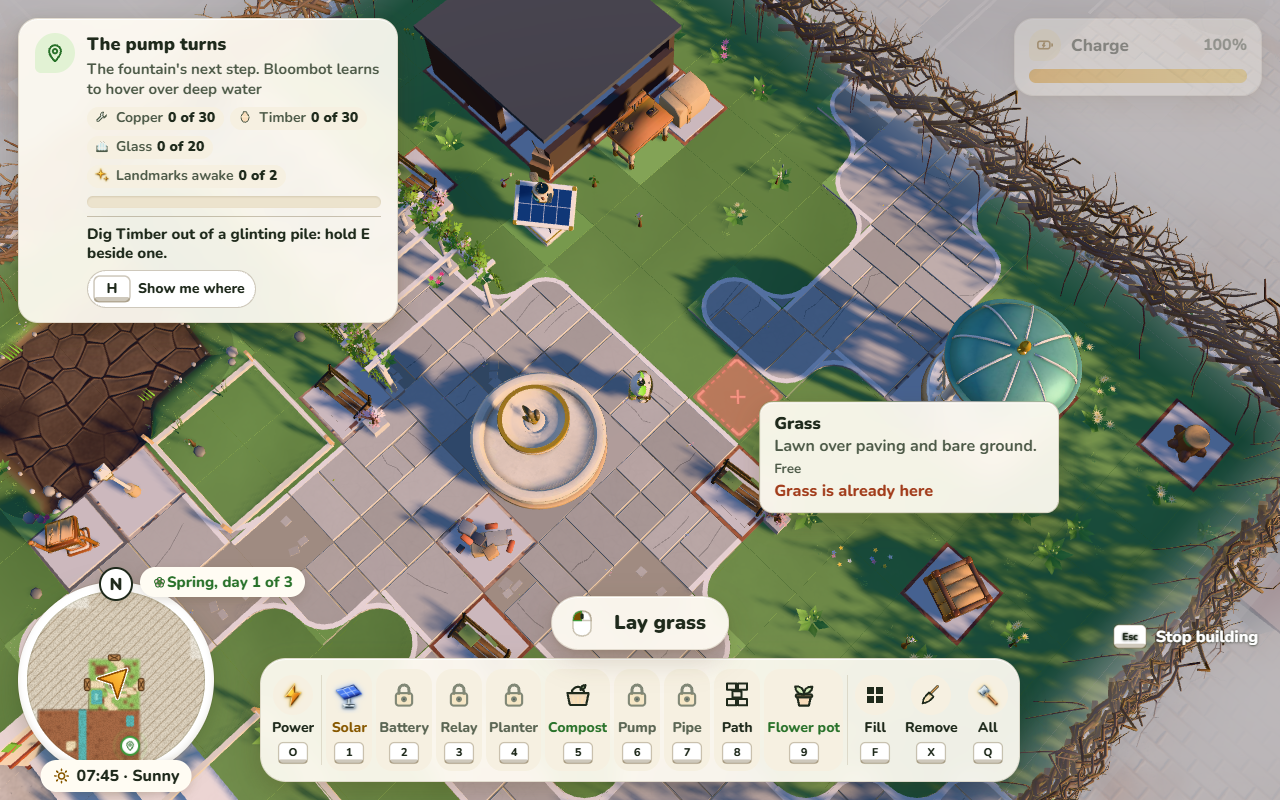 The pump turns
The fountain's next step. Bloombot learns
to hover over deep water
Copper 0 of 30 Timber 0 of 30
Glass 0 of 20
Landmarks awake 0 of 2
Dig Timber out of a glinting pile: hold E
beside one.
H Show me where
Charge 100%
Grass
Lawn over paving and bare ground.
Free
Grass is already here
N
Spring, day 1 of 3
07:45 · Sunny
Lay grass
Esc Stop building
Power Solar Battery Relay Planter Compost Pump Pipe Path Flower pot Fill Remove All
O 1 2 3 4 5 6 7 8 9 F X Q